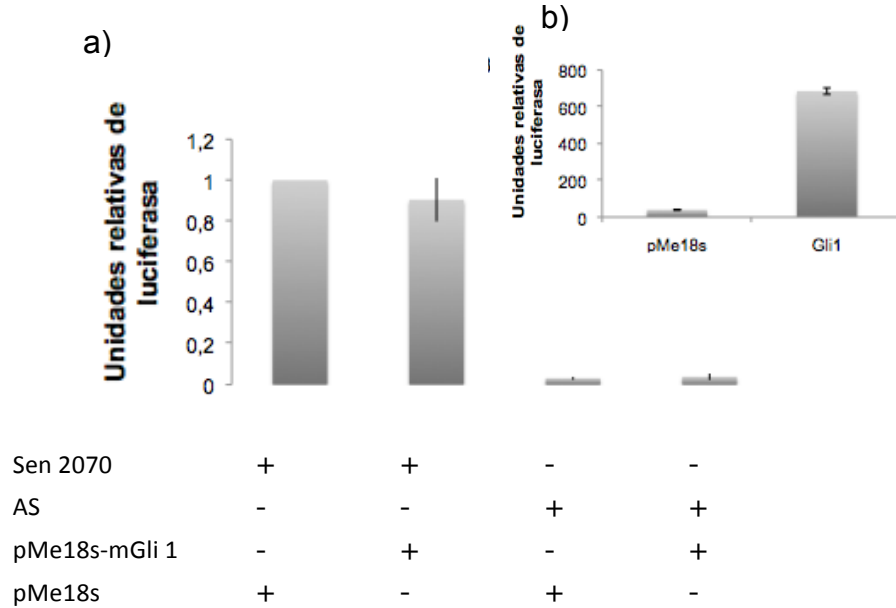 a)
Unidades relativas de
luciferasa
1,2
1
0,8
0,6
0,4
0,2
0
b)
Unidades relativas de
luciferasa
800
600
400
200
0
pMe18s
Gli1
Sen 2070 + + - -
AS - - + +
pMe18s-mGli 1 - + - +
pMe18s + - + -